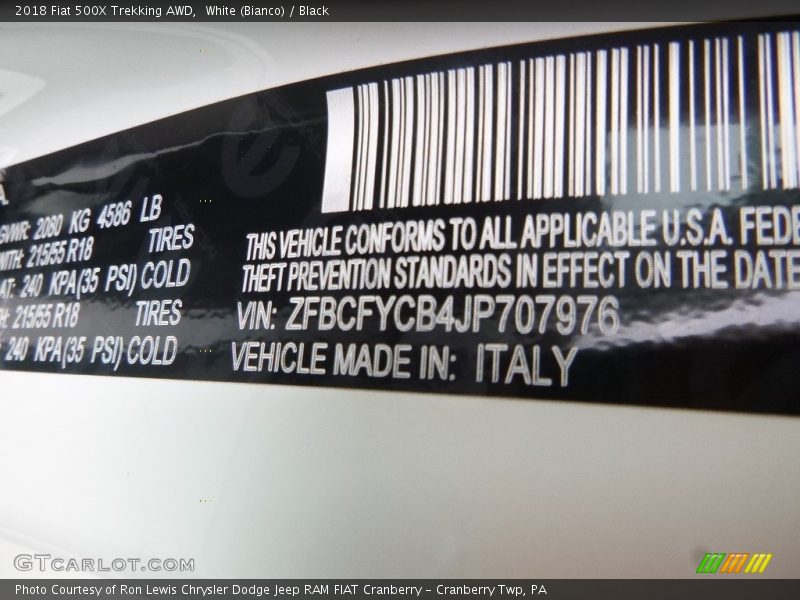 2018 Fiat 500X Trekking AWD,  White (Bianco) / Black
A
GVWR: 2080 KG 4586 LB
WITH: 215/55 R18 TIRES
AT: 240 KPA(35 PSI) COLD
H: 215/55 R18 TIRES
240 KPA(35 PSI) COLD
THIS VEHICLE CONFORMS TO ALL APPLICABLE U.S.A. FEDE
THEFT PREVENTION STANDARDS IN EFFECT ON THE DATE
VIN: ZFBCFYCB4JP707976
VEHICLE MADE IN: ITALY
GTCARLOT.COM
Photo Courtesy of Ron Lewis Chrysler Dodge Jeep RAM FIAT Cranberry - Cranberry Twp, PA